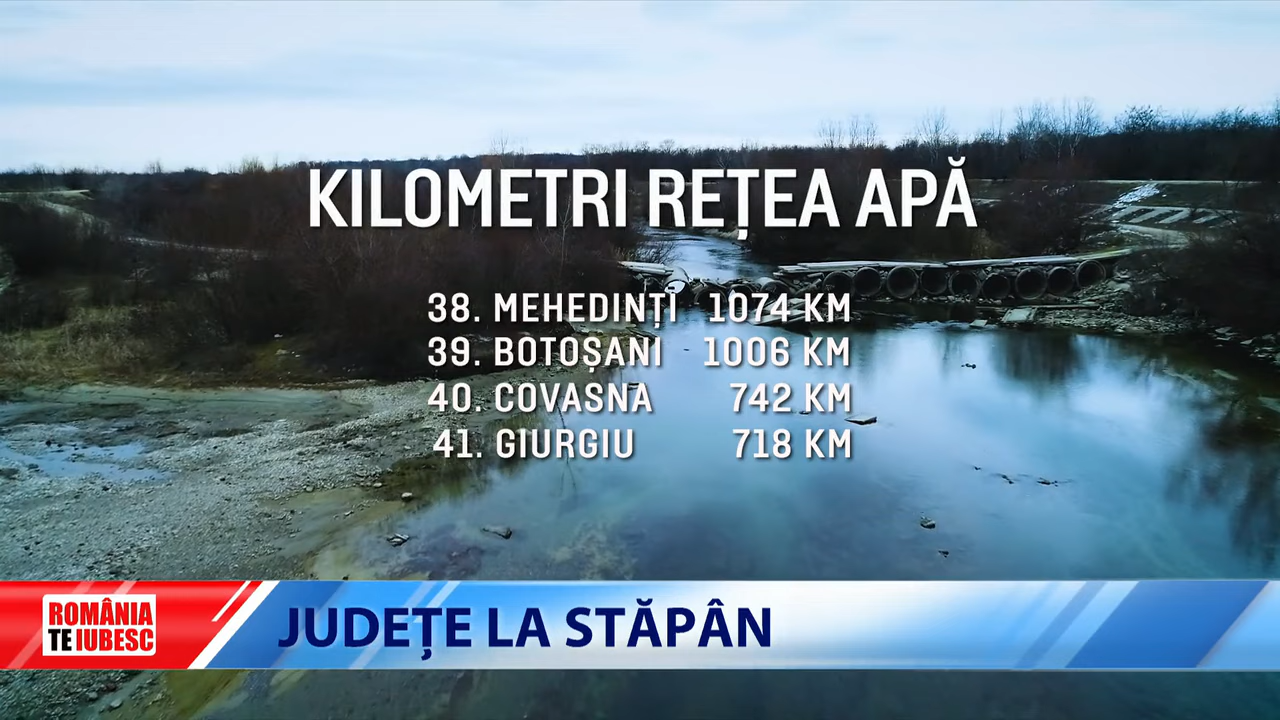 KILOMETRI REȚEA APĂ
38. MEHEDINȚI 1074 KM
39. BOTOȘANI 1006 KM
40. COVASNA 742 KM
41. GIURGIU 718 KM
ROMÂNIA
TE IUBESC
JUDEȚE LA STĂPÂN